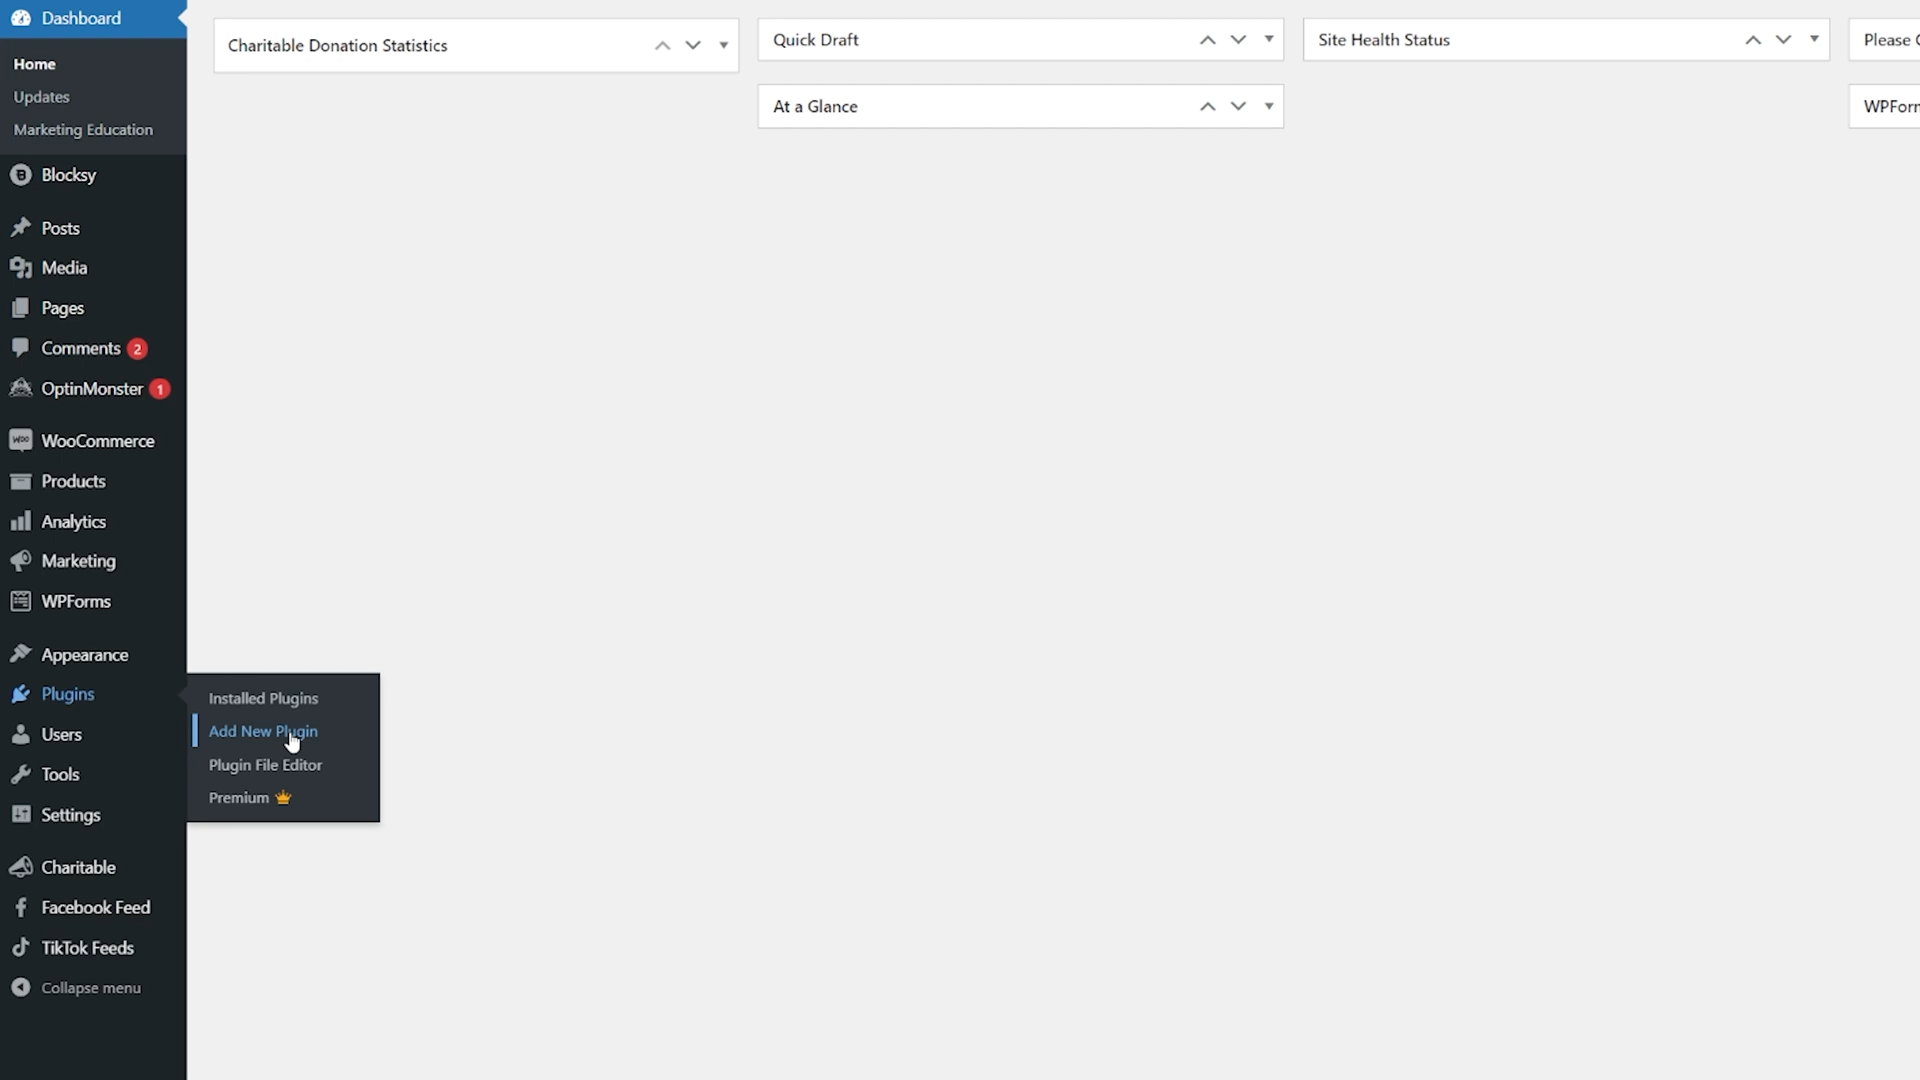 Dashboard
Home
Updates
Marketing Education
Blocksy
Posts
Media
Pages
Comments 2
OptinMonster 1
WooCommerce
Products
Analytics
Marketing
WPForms
Appearance
Plugins
Users
Tools
Settings
Charitable
Facebook Feed
TikTok Feeds
Collapse menu
Installed Plugins
Add New Plugin
Plugin File Editor
Premium
Charitable Donation Statistics
Quick Draft
At a Glance
Site Health Status
Please